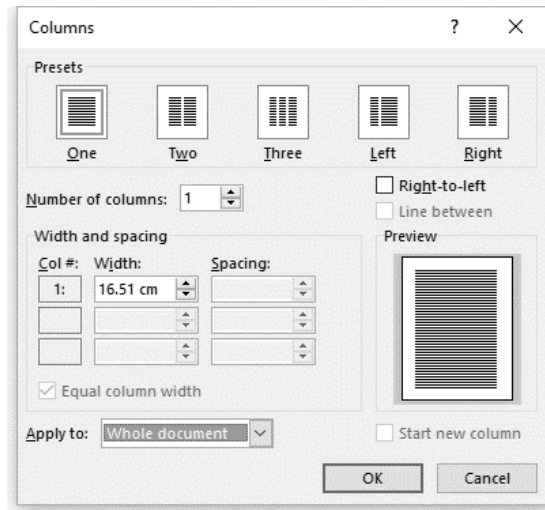 Columns ? ×
Presets
One Two Three Left Right
Number of columns: 1
Right-to-left
Line between
Width and spacing
Col #: Width: Spacing:
1: 16.51 cm
Equal column width
Preview
Apply to: Whole document
Start new column
OK Cancel